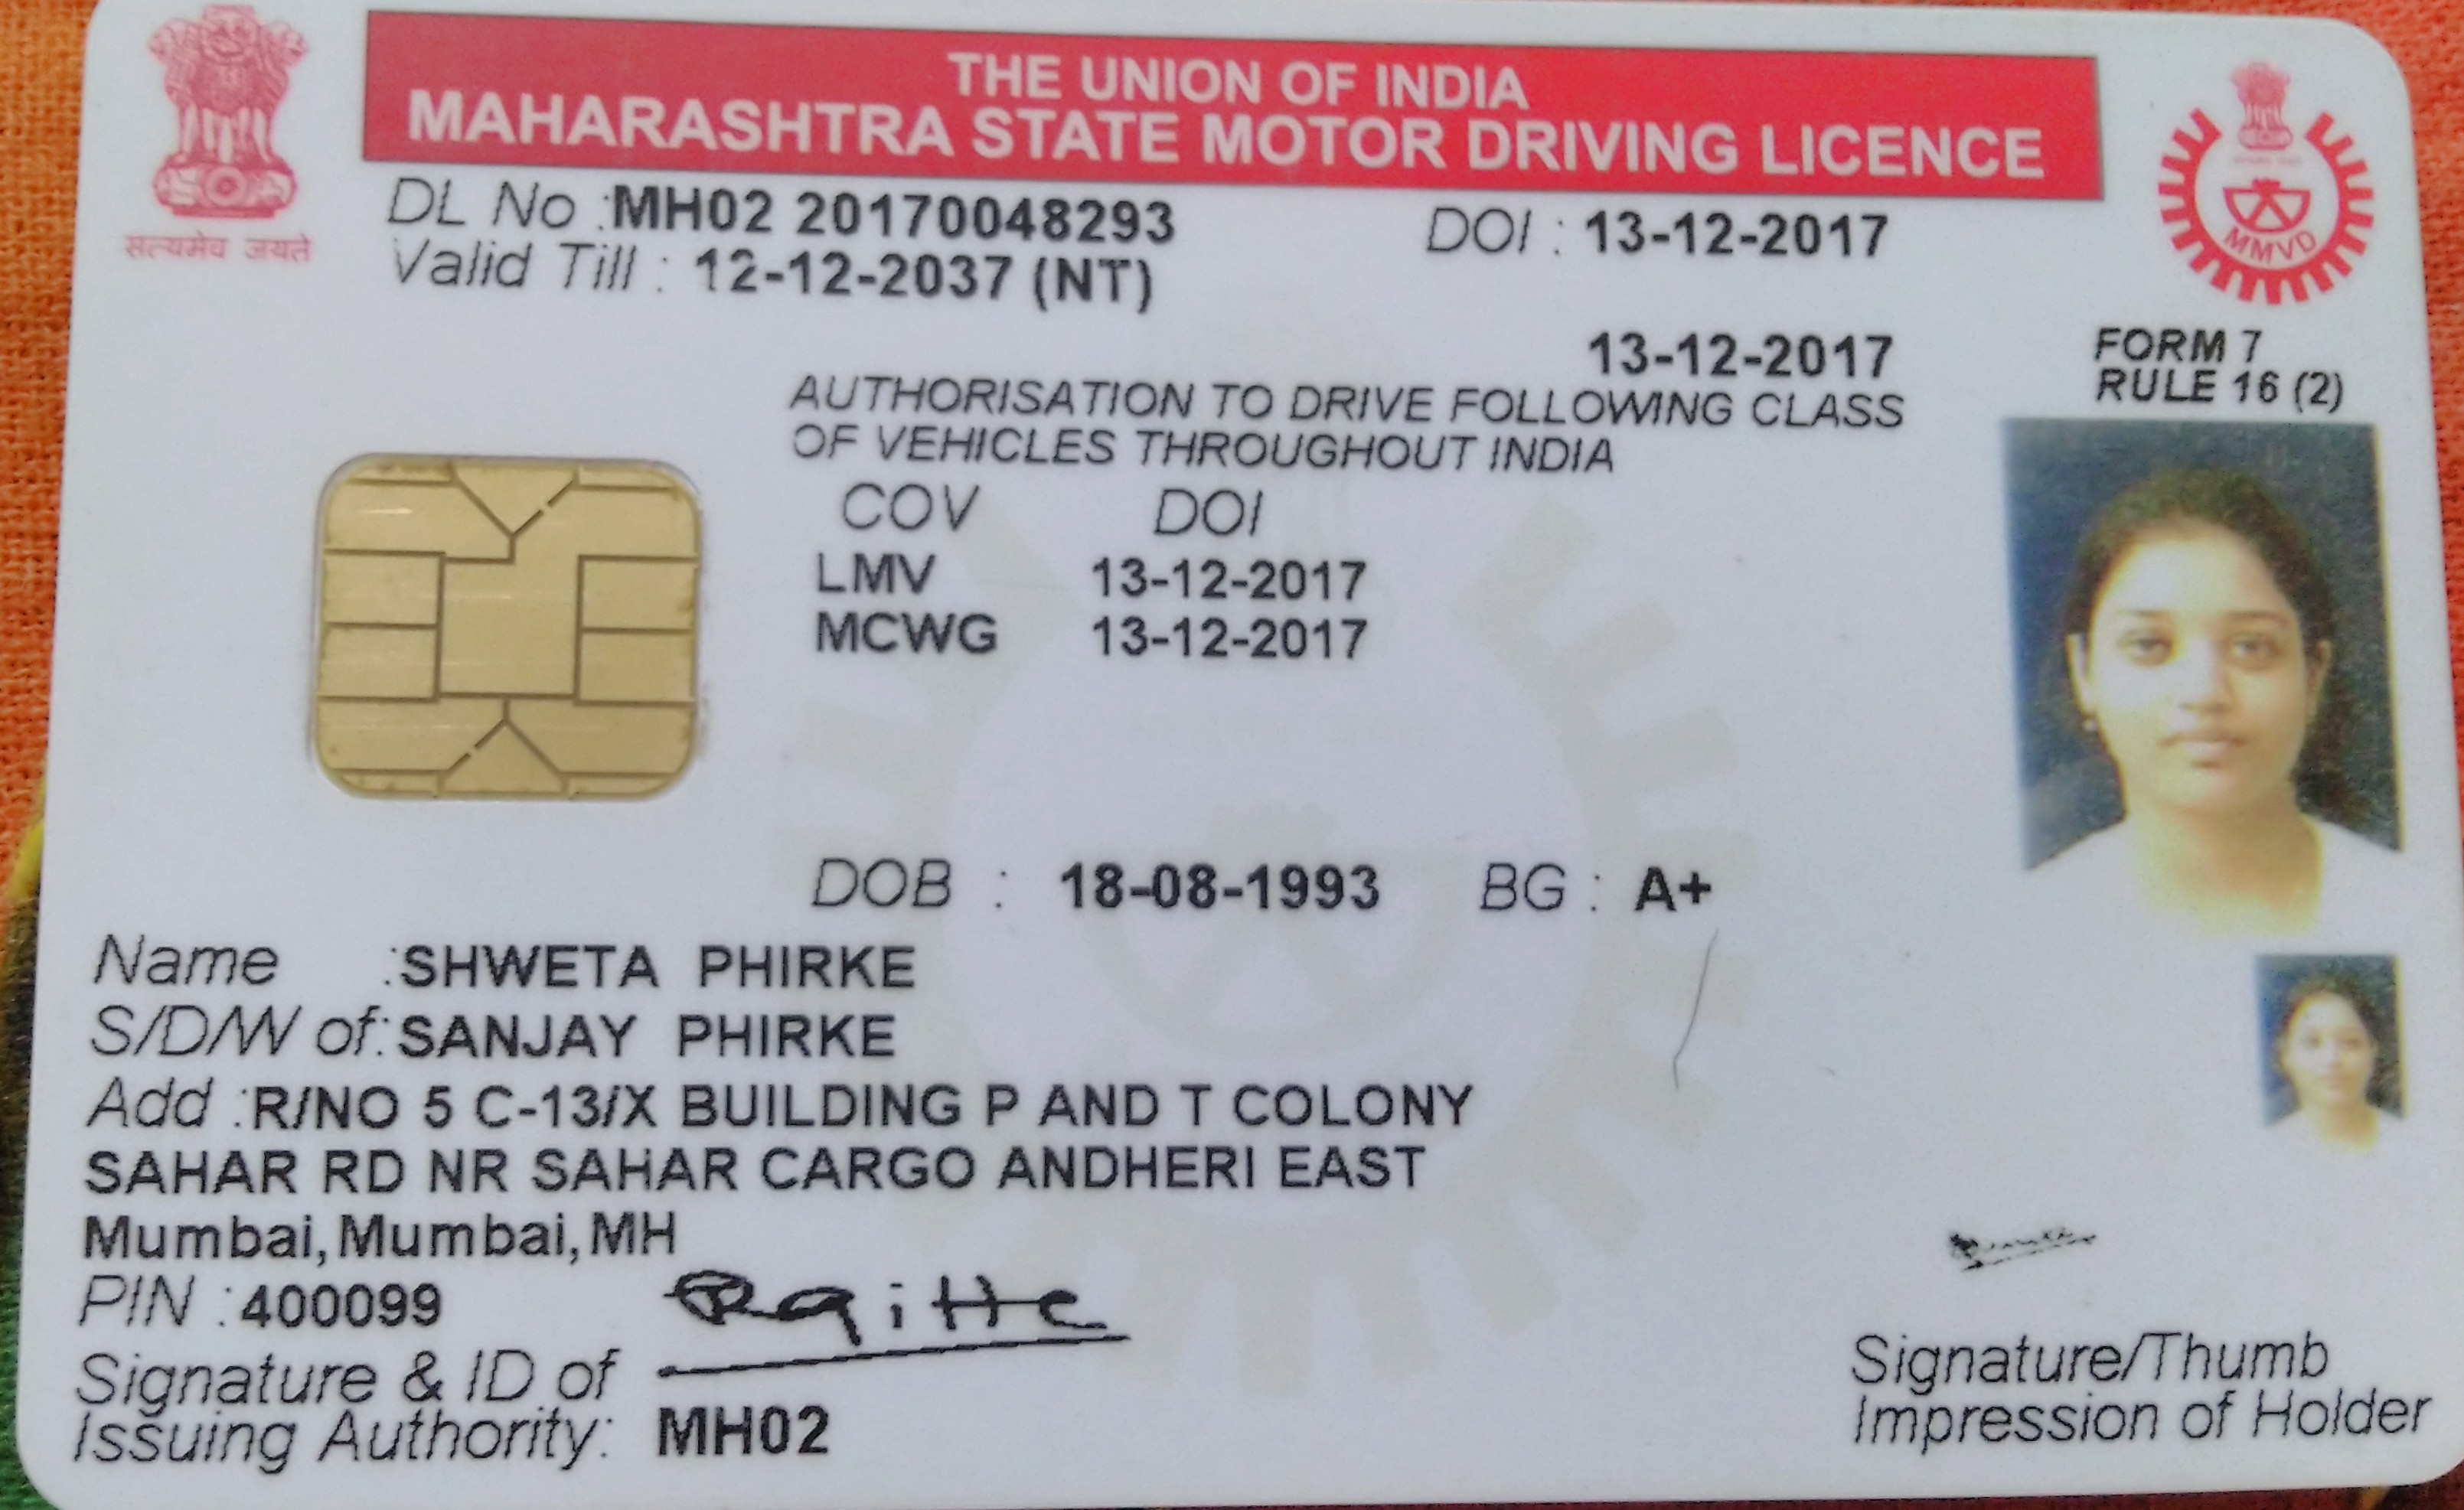 THE UNION OF INDIA
MAHARASHTRA STATE MOTOR DRIVING LICENCE
सत्यमेव जयते
MMVD
DL No :MH02 20170048293 DOI : 13-12-2017
Valid Till : 12-12-2037 (NT)
13-12-2017
FORM 7
RULE 16 (2)
AUTHORISATION TO DRIVE FOLLOWING CLASS
OF VEHICLES THROUGHOUT INDIA
COV DOI
LMV 13-12-2017
MCWG 13-12-2017
DOB : 18-08-1993 BG : A+
Name :SHWETA PHIRKE
S/D/W of:SANJAY PHIRKE
Add :R/NO 5 C-13/X BUILDING P AND T COLONY
SAHAR RD NR SAHAR CARGO ANDHERI EAST
Mumbai,Mumbai,MH
PIN :400099
Signature & ID of
Issuing Authority: MH02
Signature/Thumb
Impression of Holder